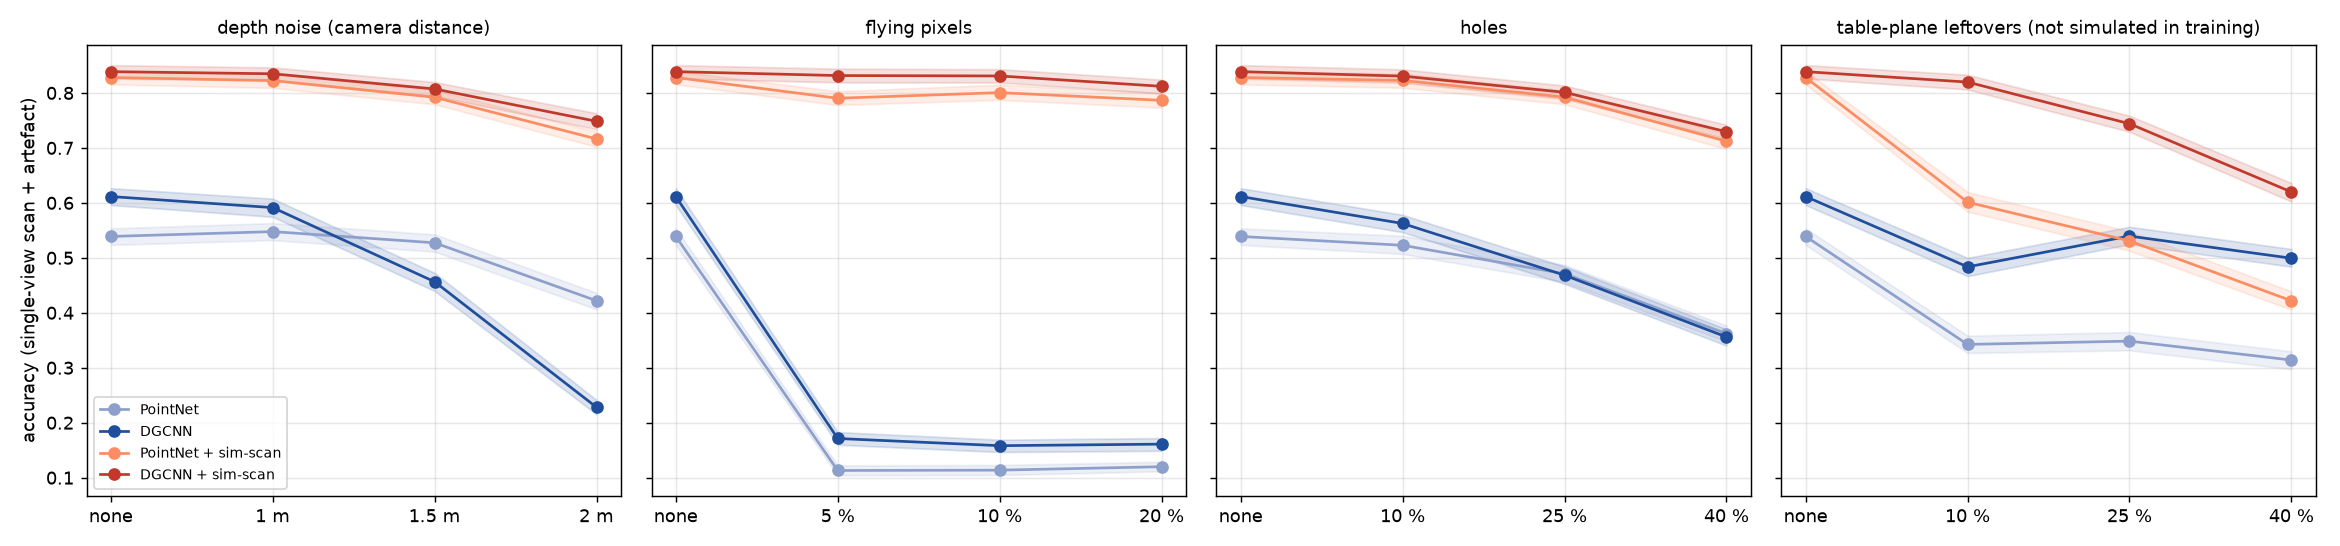 depth noise (camera distance)
flying pixels
holes
table-plane leftovers (not simulated in training)
accuracy (single-view scan + artefact)
0.8
0.7
0.6
0.5
0.4
0.3
0.2
0.1
PointNet
DGCNN
PointNet + sim-scan
DGCNN + sim-scan
none 1 m 1.5 m 2 m
none 5 % 10 % 20 %
none 10 % 25 % 40 %
none 10 % 25 % 40 %